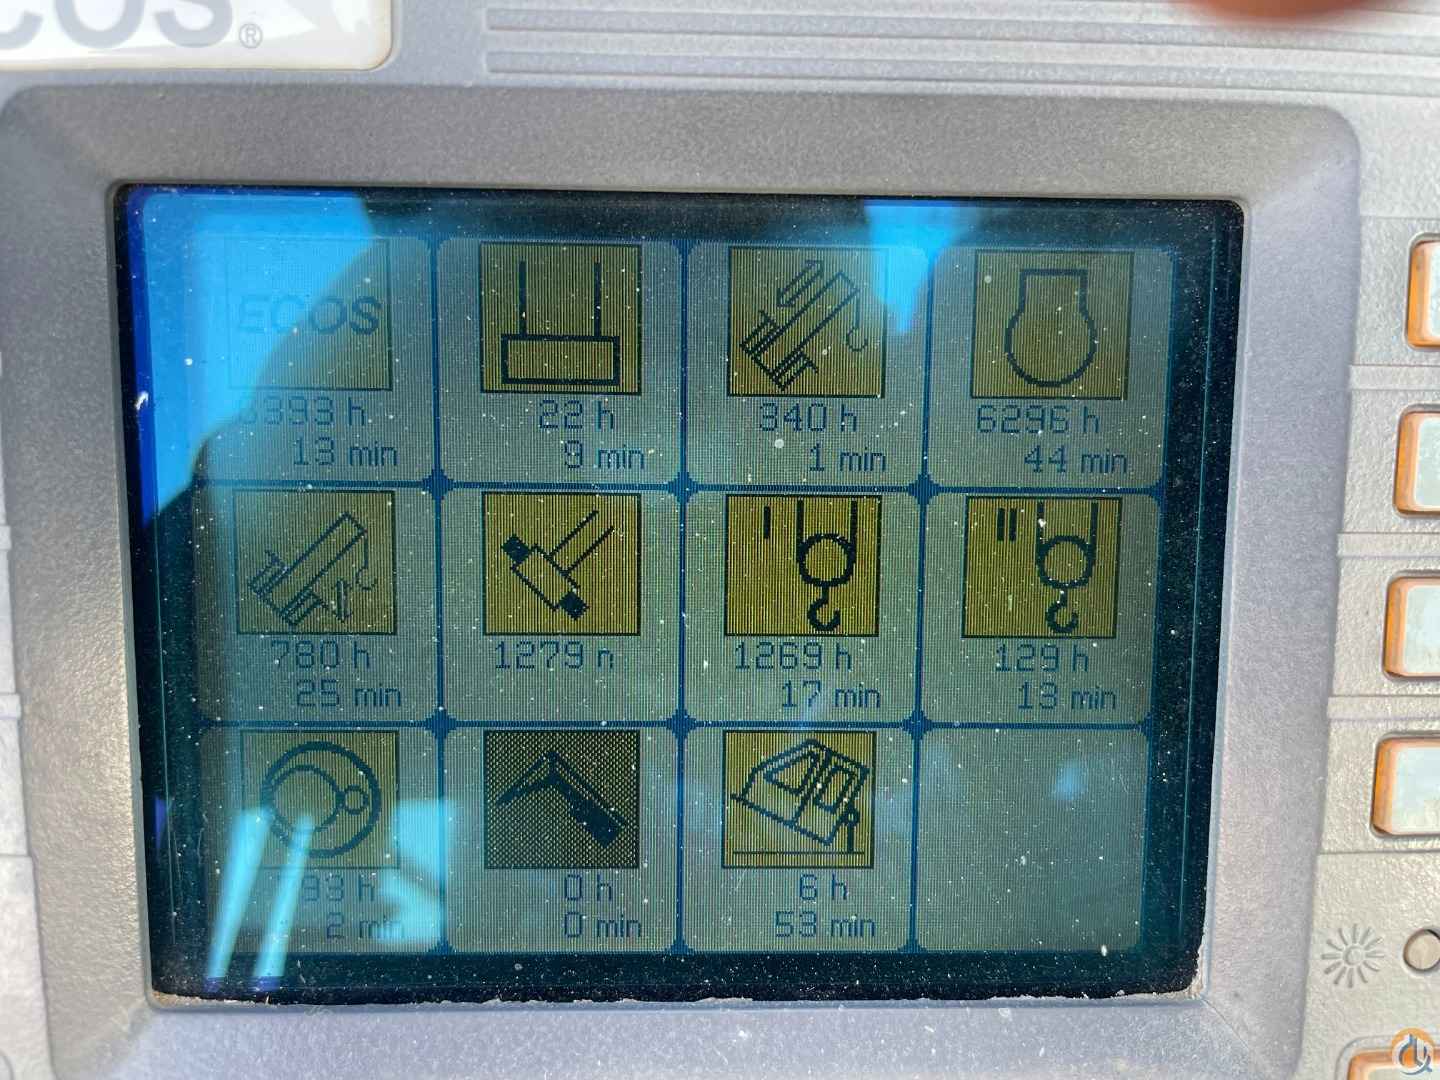 COS®
ECOS
22 h
9 min
340 h
1 min
6296 h
44 min
13 min
780 h
25 min
1279 n
I
1269 h
17 min
II
129 h
13 min
2 min
0 h
0 min
6 h
53 min